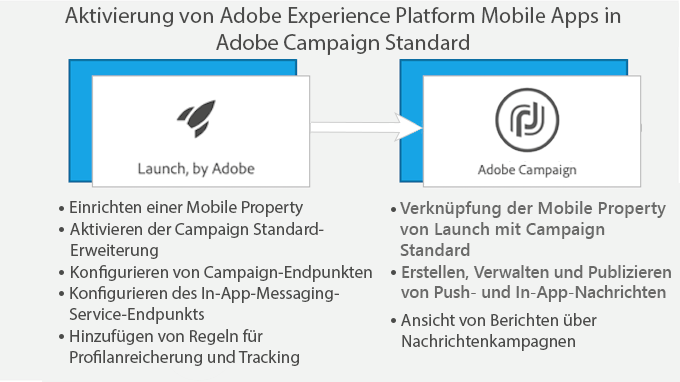 Aktivierung von Adobe Experience Platform Mobile Apps in
Adobe Campaign Standard
Launch, by Adobe
• Einrichten einer Mobile Property
• Aktivieren der Campaign Standard-
Erweiterung
• Konfigurieren von Campaign-Endpunkten
• Konfigurieren des In-App-Messaging-
Service-Endpunkts
• Hinzufügen von Regeln für
Profilanreicherung und Tracking
Adobe Campaign
• Verknüpfung der Mobile Property
von Launch mit Campaign
Standard
• Erstellen, Verwalten und Publizieren
von Push- und In-App-Nachrichten
• Ansicht von Berichten über
Nachrichtenkampagnen